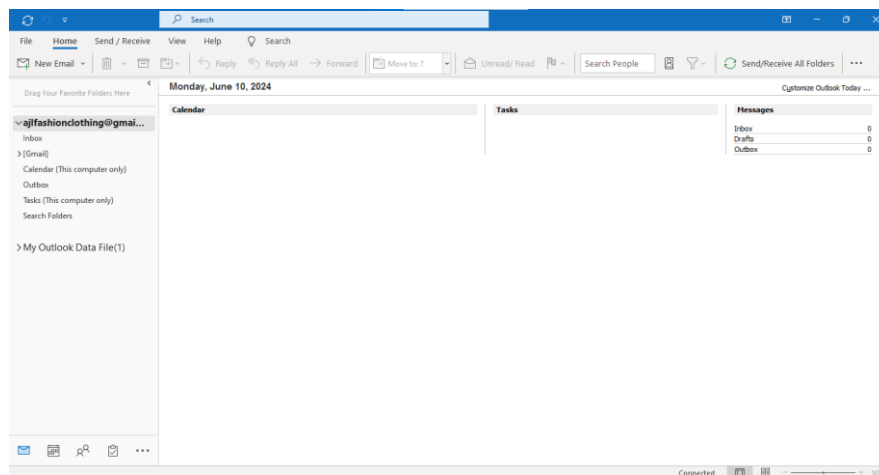 Search
File Home Send / Receive View Help Search
New Email Reply Reply All Forward Move to: ? Unread/ Read Search People Send/Receive All Folders
Drag Your Favorite Folders Here
Monday, June 10, 2024
Customize Outlook Today ...
Calendar Tasks Messages
ajlfashionclothing@gmai...
Inbox
[Gmail]
Calendar (This computer only)
Outbox
Tasks (This computer only)
Search Folders
My Outlook Data File(1)
Inbox 0
Drafts 0
Outbox 0
Connected